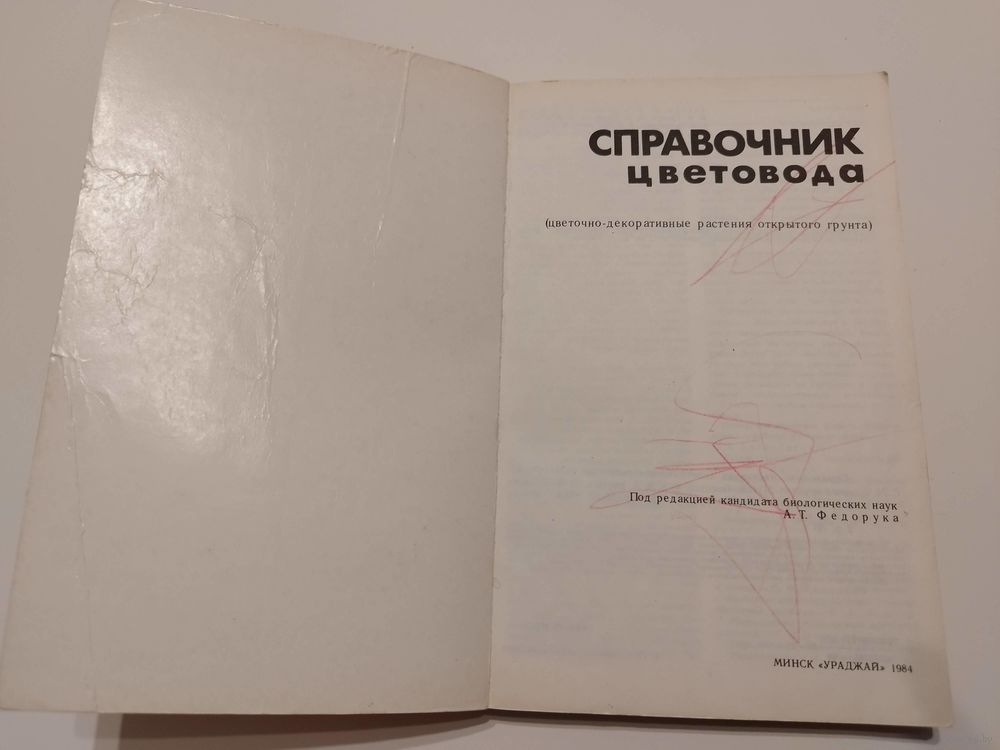 СПРАВОЧНИК
цветовода
(цветочно-декоративные растения открытого грунта)
Под редакцией кандидата биологических наук
А. Т. Федорука
МИНСК «УРАДЖАЙ» 1984